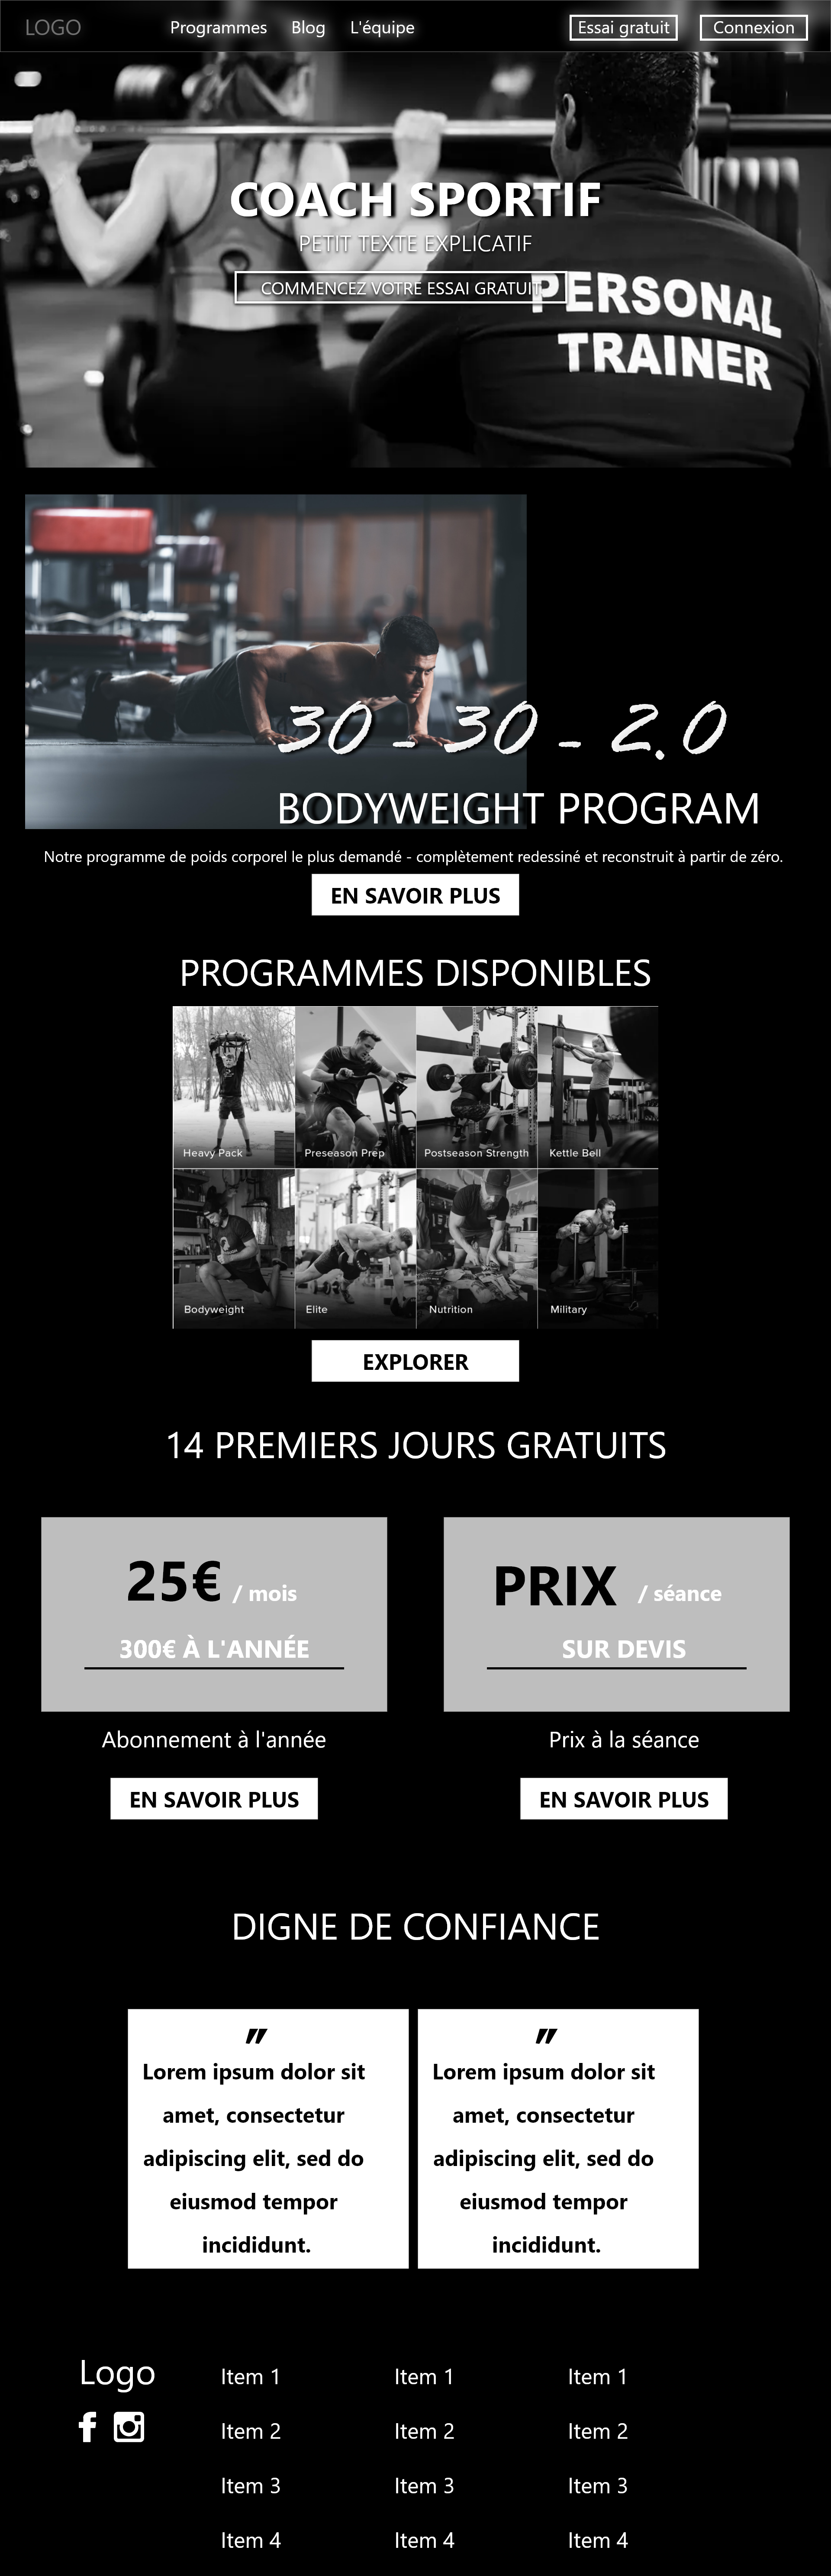 LOGO Programmes Blog L'équipe Essai gratuit Connexion
COACH SPORTIF
PETIT TEXTE EXPLICATIF
COMMENCEZ VOTRE ESSAI GRATUIT
PERSONAL
TRAINER
30 - 30 - 2.0
BODYWEIGHT PROGRAM
Notre programme de poids corporel le plus demandé - complètement redessiné et reconstruit à partir de zéro.
EN SAVOIR PLUS
PROGRAMMES DISPONIBLES
Heavy Pack Preseason Prep Postseason Strength Kettle Bell
Bodyweight Elite Nutrition Military
EXPLORER
14 PREMIERS JOURS GRATUITS
25€ / mois
300€ À L'ANNÉE
PRIX / séance
SUR DEVIS
Abonnement à l'année
Prix à la séance
EN SAVOIR PLUS
EN SAVOIR PLUS
DIGNE DE CONFIANCE
"
Lorem ipsum dolor sit
amet, consectetur
adipiscing elit, sed do
eiusmod tempor
incididunt.
"
Lorem ipsum dolor sit
amet, consectetur
adipiscing elit, sed do
eiusmod tempor
incididunt.
Logo
Item 1
Item 2
Item 3
Item 4
Item 1
Item 2
Item 3
Item 4
Item 1
Item 2
Item 3
Item 4